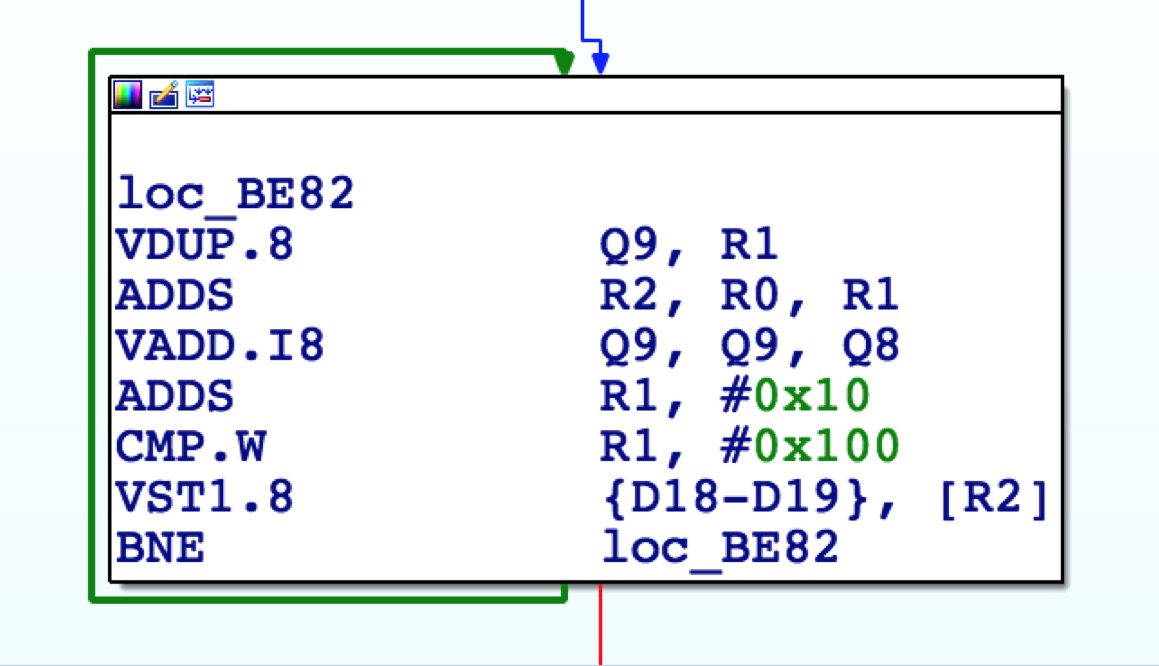 loc_BE82
VDUP.8 Q9, R1
ADDS R2, R0, R1
VADD.I8 Q9, Q9, Q8
ADDS R1, #0x10
CMP.W R1, #0x100
VST1.8 {D18-D19}, [R2]
BNE loc_BE82